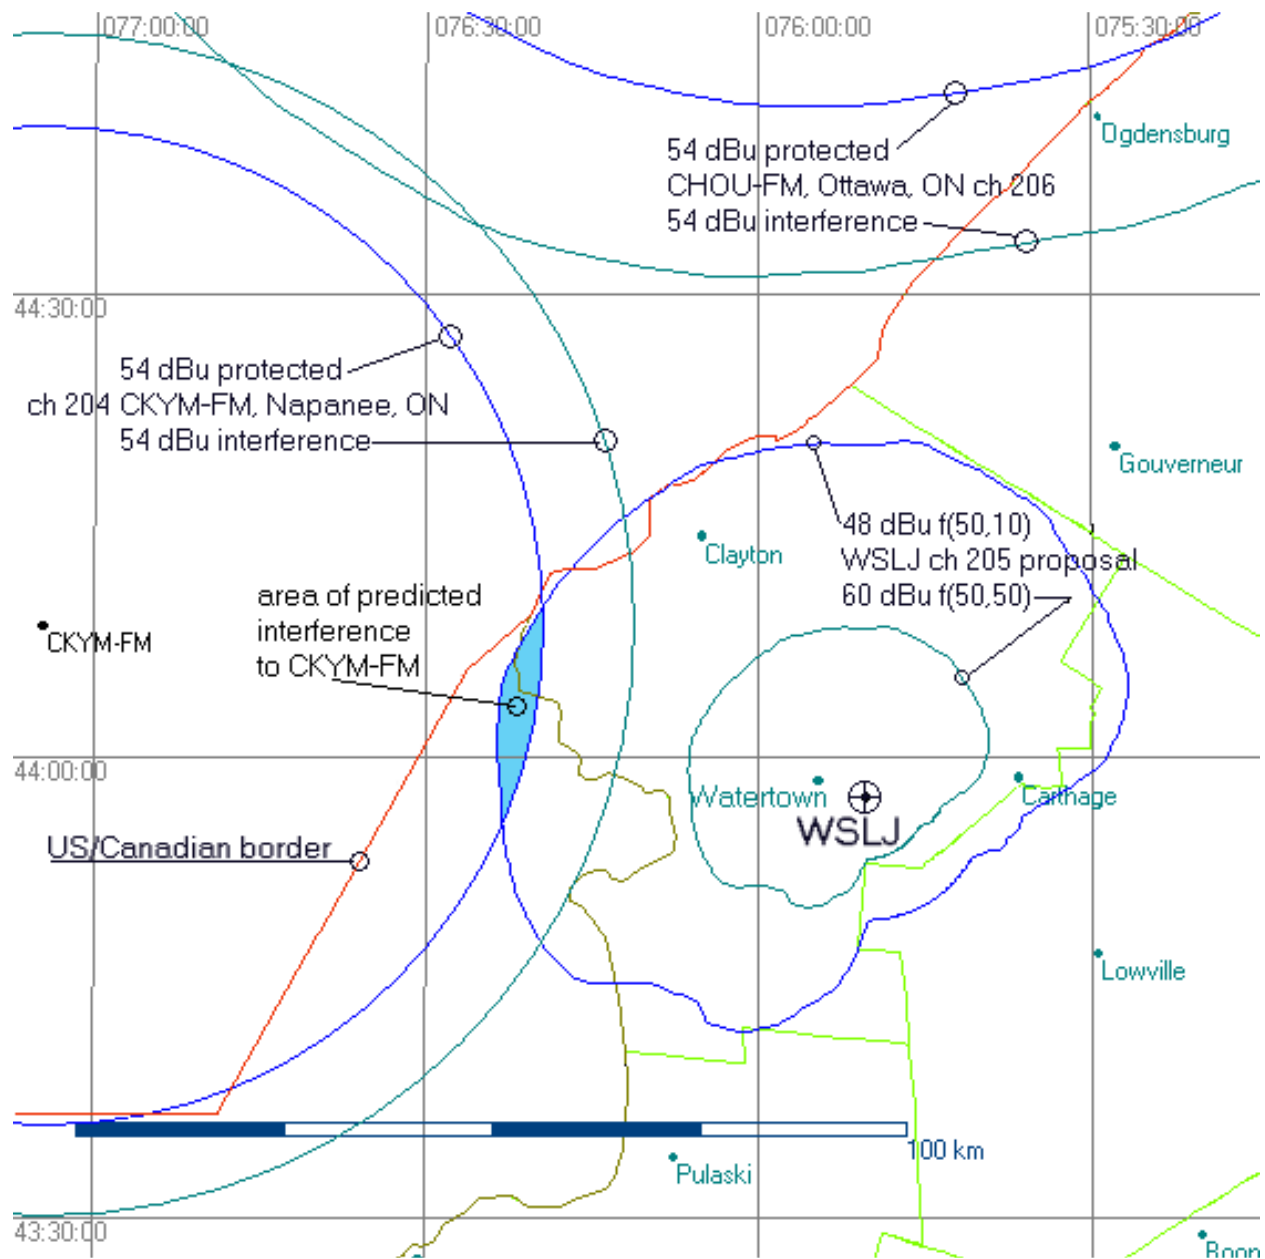 077:00:00
076:30:00
076:00:00
075:30:00
Ogdensburg
54 dBu protected
CHOU-FM, Ottawa, ON ch 206
54 dBu interference
44:30:00
54 dBu protected
ch 204 CKYM-FM, Napanee, ON
54 dBu interference
Gouverneur
48 dBu f(50,10)
WSLJ ch 205 proposal
60 dBu f(50,50)
Clayton
area of predicted
interference
to CKYM-FM
CKYM-FM
44:00:00
Watertown
Carthage
WSLJ
US/Canadian border
Lowville
100 km
Pulaski
43:30:00
Boon